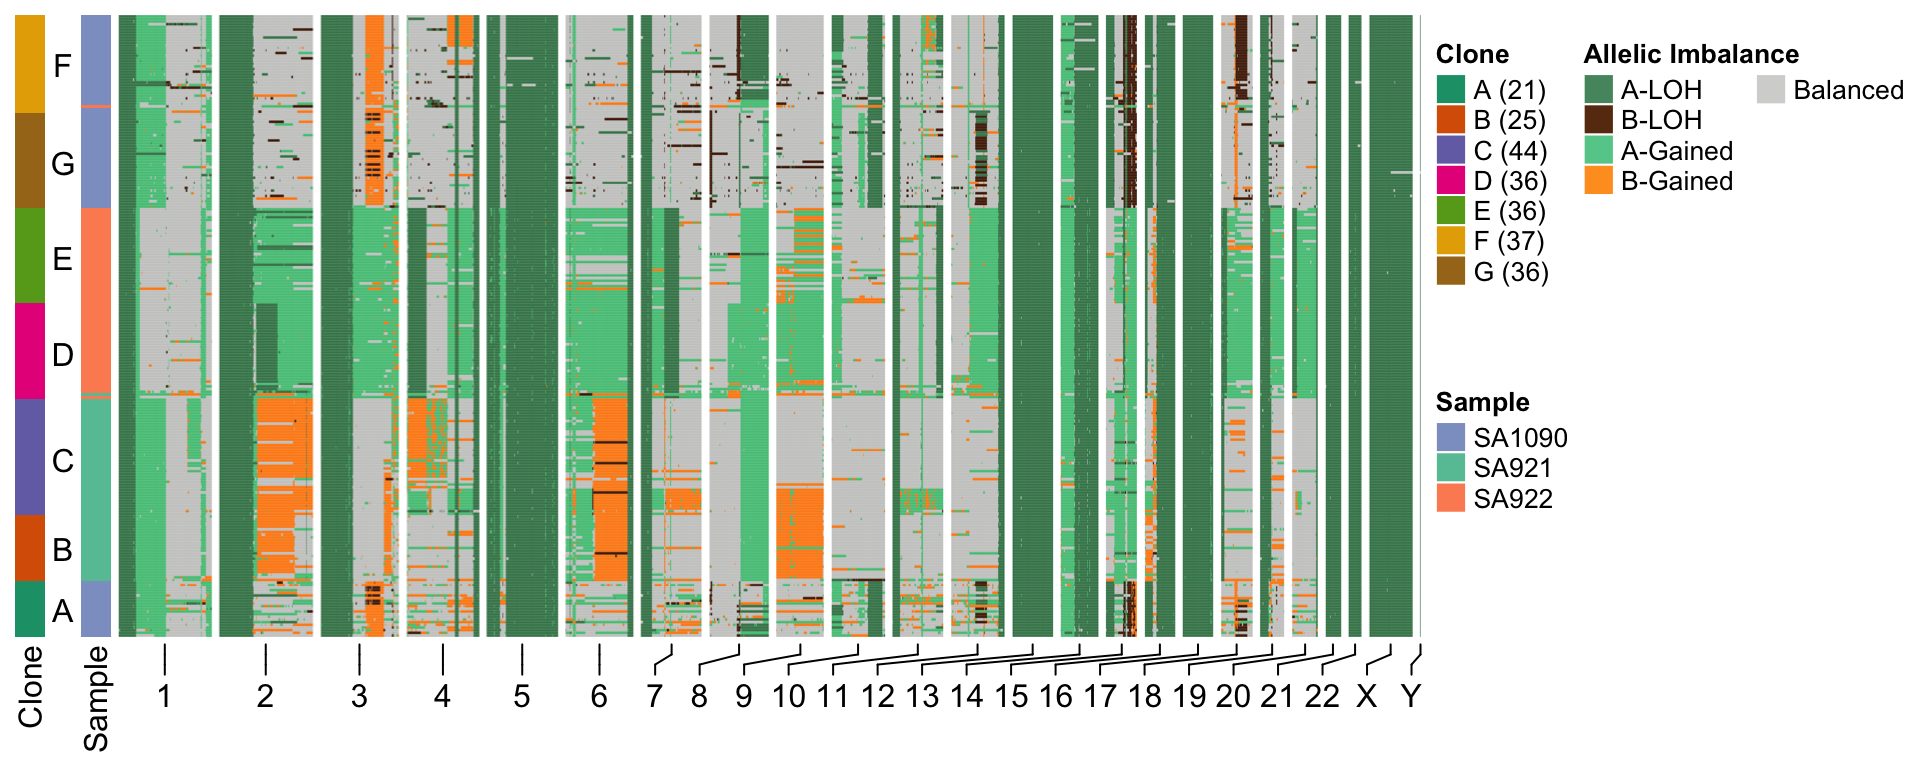 F
G
E
D
C
B
A
Clone
Sample
1 2 3 4 5 6 7 8 9 10 11 12 13 14 15 16 17 18 19 20 21 22 X Y
Clone
A (21)
B (25)
C (44)
D (36)
E (36)
F (37)
G (36)
Allelic Imbalance
A-LOH
B-LOH
A-Gained
B-Gained
Balanced
Sample
SA1090
SA921
SA922